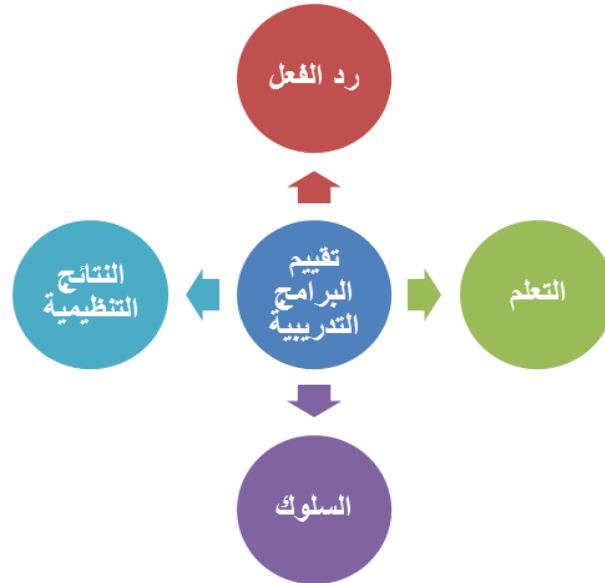 رد الفعل
تقييم
البرامج
التدريبية
التعلم
النتائج
التنظيمية
السلوك